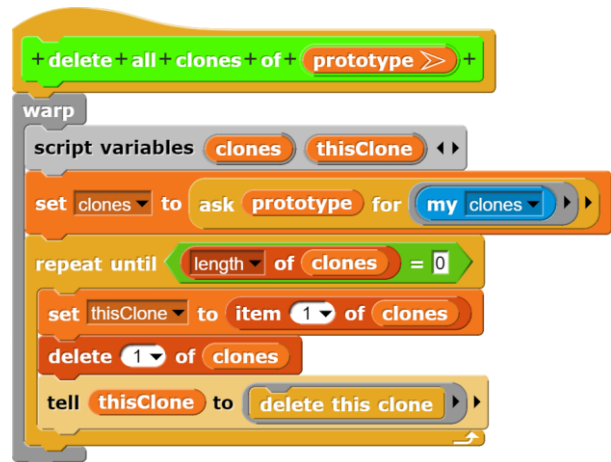 + delete + all + clones + of + prototype +
warp
script variables clones thisClone
set clones to ask prototype for my clones
repeat until length of clones = 0
set thisClone to item 1 of clones
delete 1 of clones
tell thisClone to delete this clone